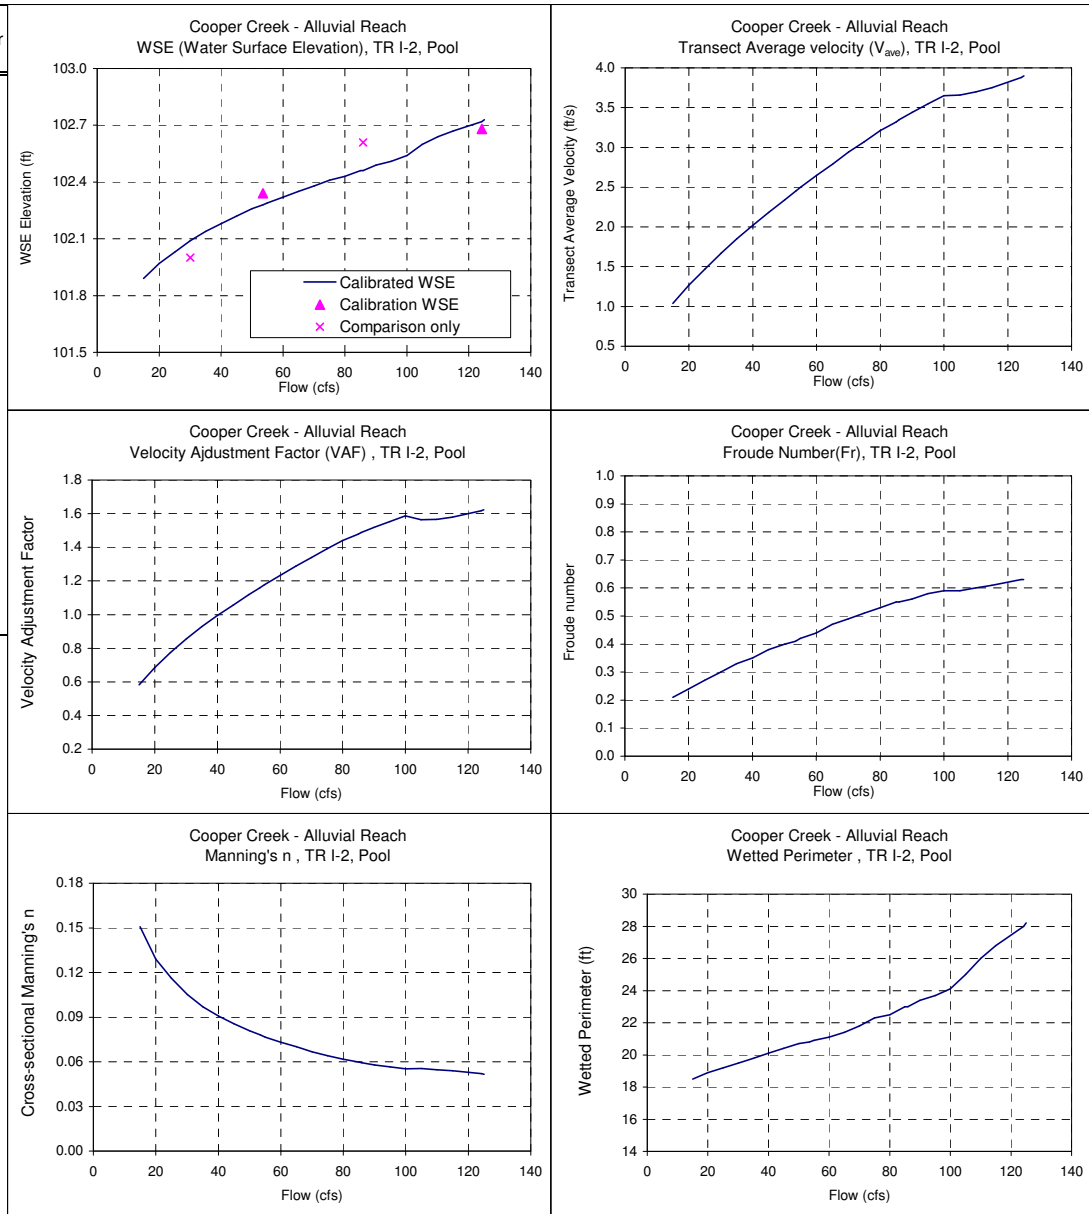 r
Cooper Creek - Alluvial Reach
WSE (Water Surface Elevation), TR I-2, Pool
103.0
102.7
102.4
102.1
101.8
101.5
WSE Elevation (ft)
Calibrated WSE
Calibration WSE
Comparison only
0 20 40 60 80 100 120 140
Flow (cfs)
Cooper Creek - Alluvial Reach
Transect Average velocity (Vave), TR I-2, Pool
4.0
3.5
3.0
2.5
2.0
1.5
1.0
0.5
Transect Average Velocity (ft/s)
0 20 40 60 80 100 120 140
Flow (cfs)
Cooper Creek - Alluvial Reach
Velocity Ajdustment Factor (VAF) , TR I-2, Pool
1.8
1.6
1.4
1.2
1.0
0.8
0.6
0.4
0.2
Velocity Adjustment Factor
0 20 40 60 80 100 120 140
Flow (cfs)
Cooper Creek - Alluvial Reach
Froude Number(Fr), TR I-2, Pool
1.0
0.9
0.8
0.7
0.6
0.5
0.4
0.3
0.2
0.1
0.0
Froude number
0 20 40 60 80 100 120 140
Flow (cfs)
Cooper Creek - Alluvial Reach
Manning's n , TR I-2, Pool
0.18
0.15
0.12
0.09
0.06
0.03
0.00
Cross-sectional Manning's n
0 20 40 60 80 100 120 140
Flow (cfs)
Cooper Creek - Alluvial Reach
Wetted Perimeter , TR I-2, Pool
30
28
26
24
22
20
18
16
14
Wetted Perimeter (ft)
0 20 40 60 80 100 120 140
Flow (cfs)